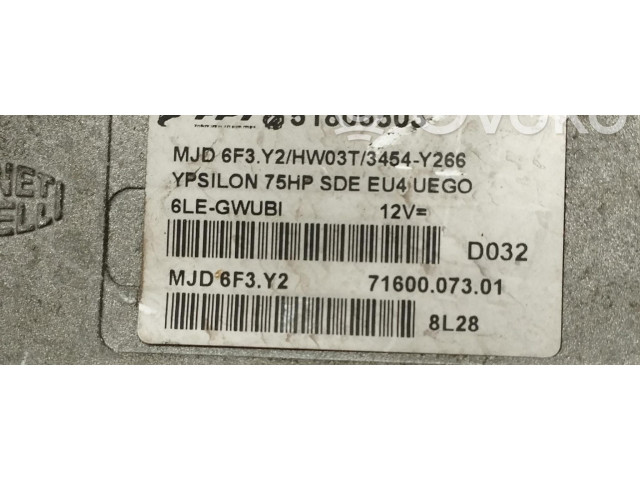 51805503
MJD 6F3.Y2/HW03T/3454-Y266
YPSILON 75HP SDE EU4 UEGO
6LE-GWUBI 12V=
D032
MJD 6F3.Y2 71600.073.01
8L28